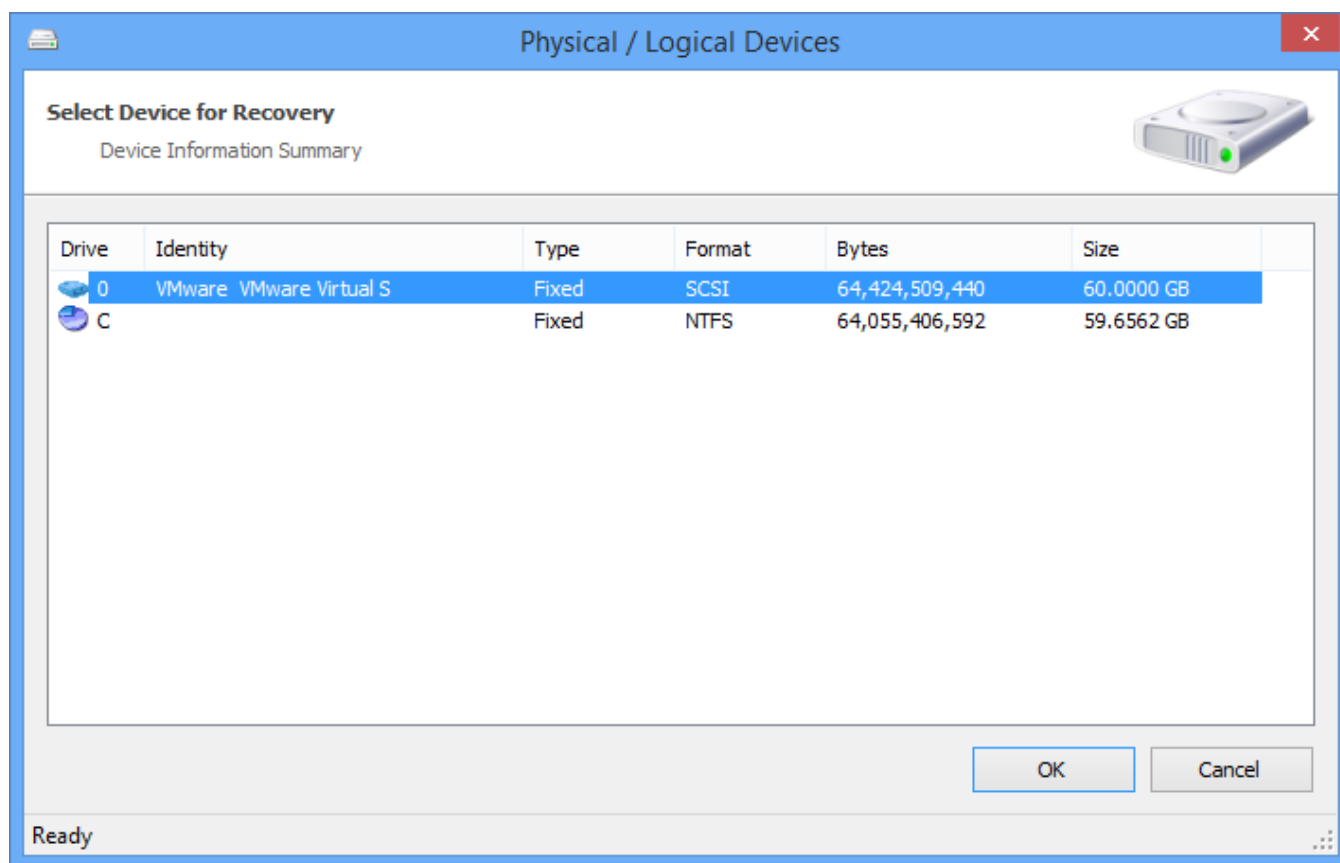 Physical / Logical Devices
Select Device for Recovery
Device Information Summary
Drive Identity Type Format Bytes Size
0 VMware VMware Virtual S Fixed SCSI 64,424,509,440 60.0000 GB
C Fixed NTFS 64,055,406,592 59.6562 GB
OK Cancel
Ready